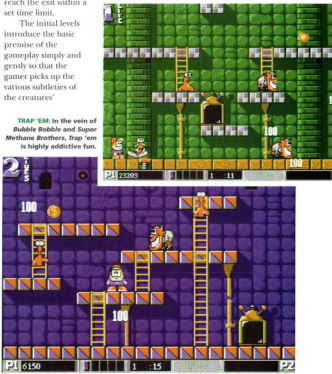 reach the exit within a
set time limit.
The initial levels
introduce the basic
premise of the
gameplay simply and
gently so that the
gamer picks up the
various subtleties of
the creatures'
TRAP 'EM: In the vein of
Bubble Bobble and Super
Methane Brothers, Trap 'em
is highly addictive fun.
100
100
P1 23203
1 :11
2
100
100
P1 6150
1 :15
P2